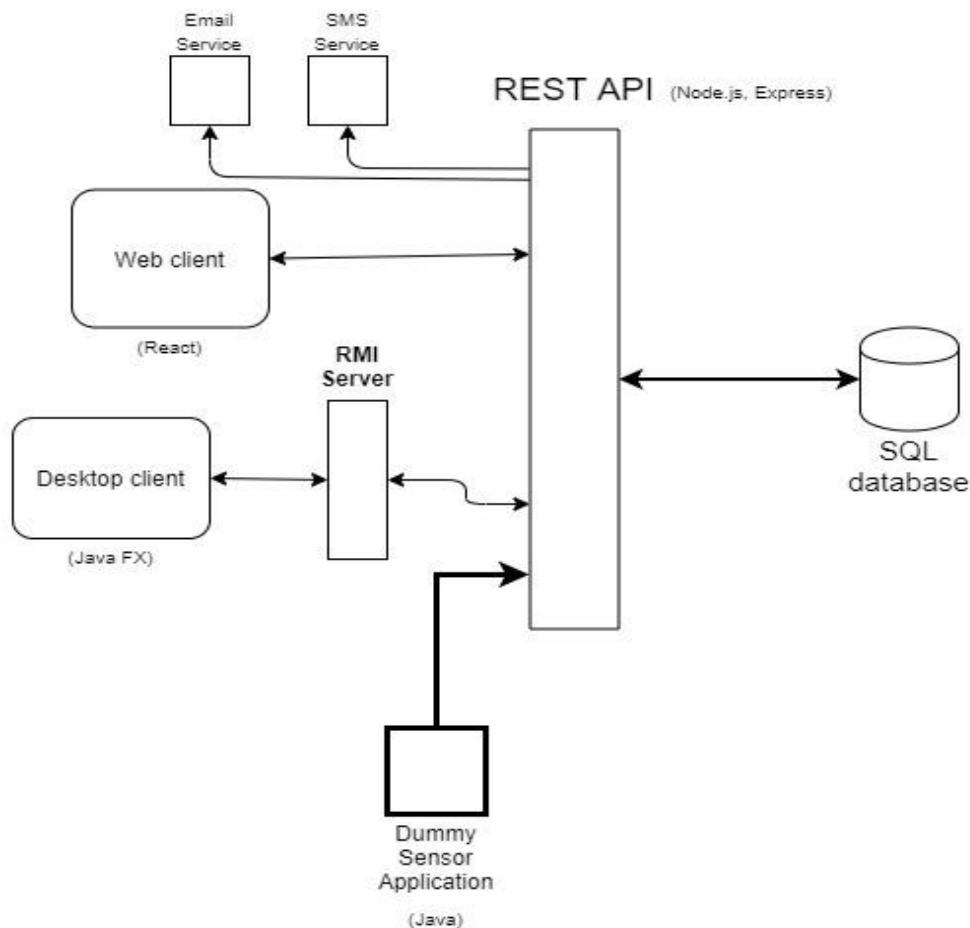 Email
Service
SMS
Service
REST API (Node.js, Express)
Web client
(React)
RMI
Server
Desktop client
(Java FX)
SQL
database
Dummy
Sensor
Application
(Java)